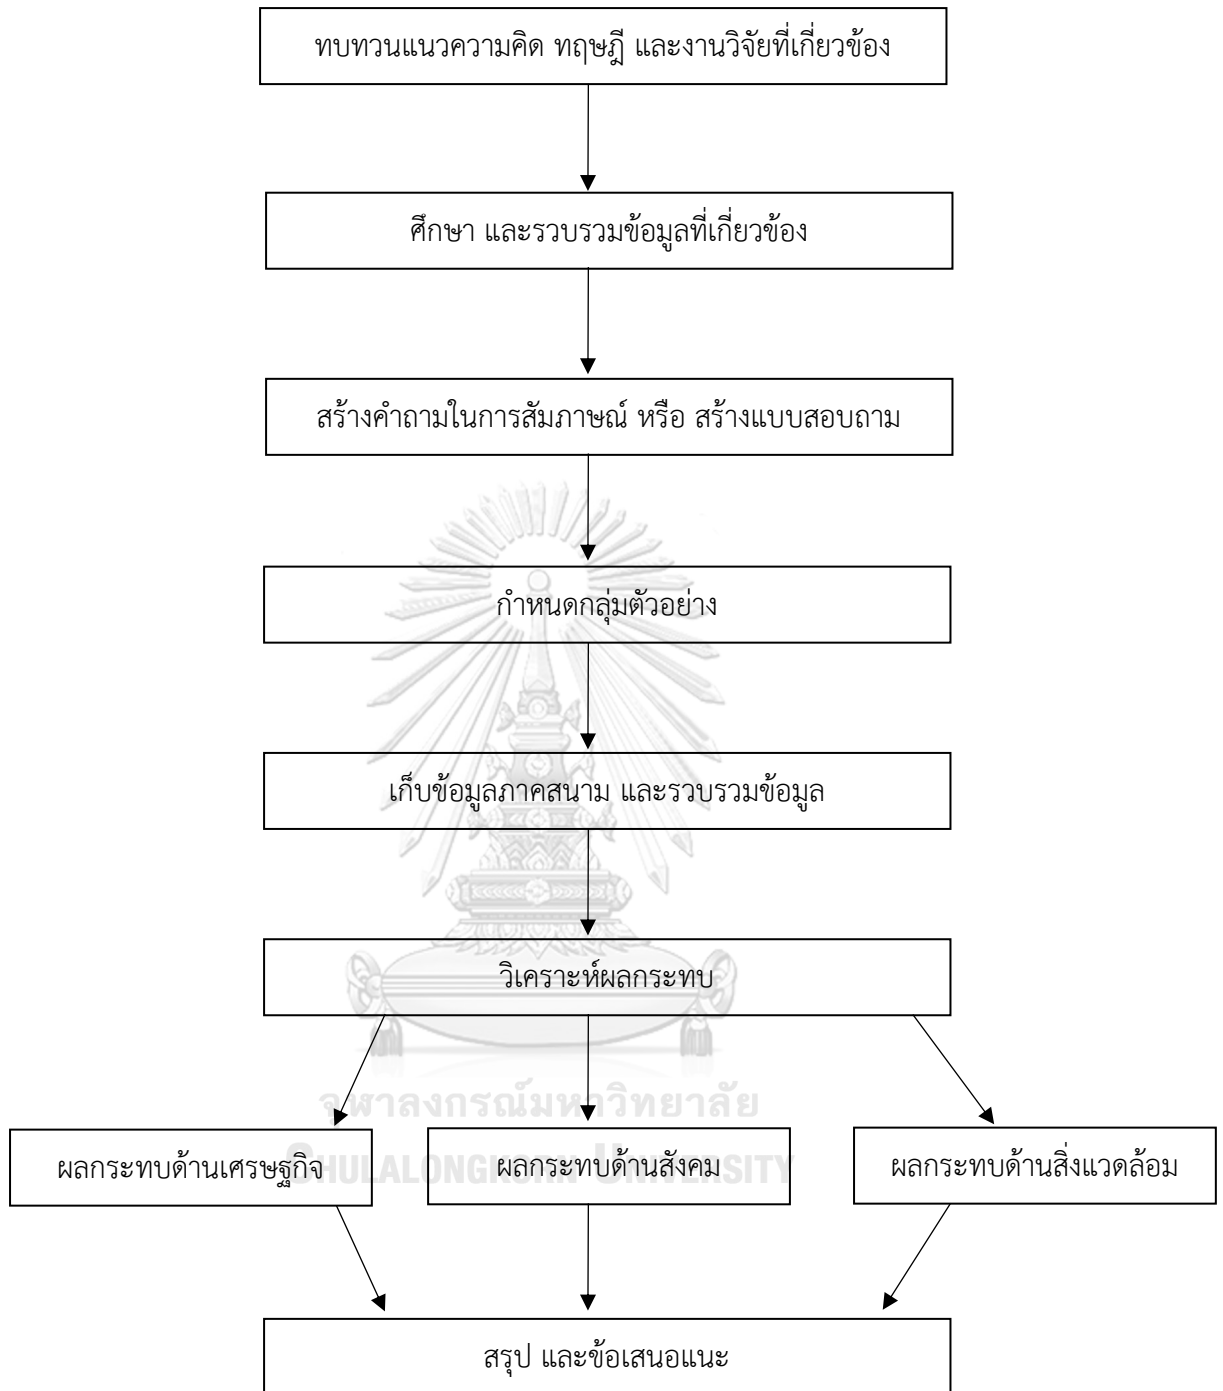 ทบทวนแนวความคิด ทฤษฎี และงานวิจัยที่เกี่ยวข้อง
ศึกษา และรวบรวมข้อมูลที่เกี่ยวข้อง
สร้างคำถามในการสัมภาษณ์ หรือ สร้างแบบสอบถาม
กำหนดกลุ่มตัวอย่าง
เก็บข้อมูลภาคสนาม และรวบรวมข้อมูล
วิเคราะห์ผลกระทบ
จุฬาลงกรณ์มหาวิทยาลัย
CHULALONGKORN UNIVERSITY
ผลกระทบด้านเศรษฐกิจ
ผลกระทบด้านสังคม
ผลกระทบด้านสิ่งแวดล้อม
สรุป และข้อเสนอแนะ